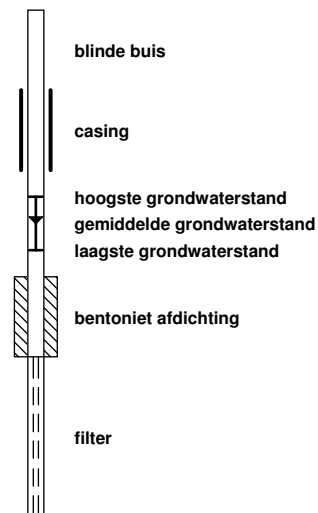 blinde buis
casing
hoogste grondwaterstand
gemiddelde grondwaterstand
laagste grondwaterstand
bentoniet afdichting
filter